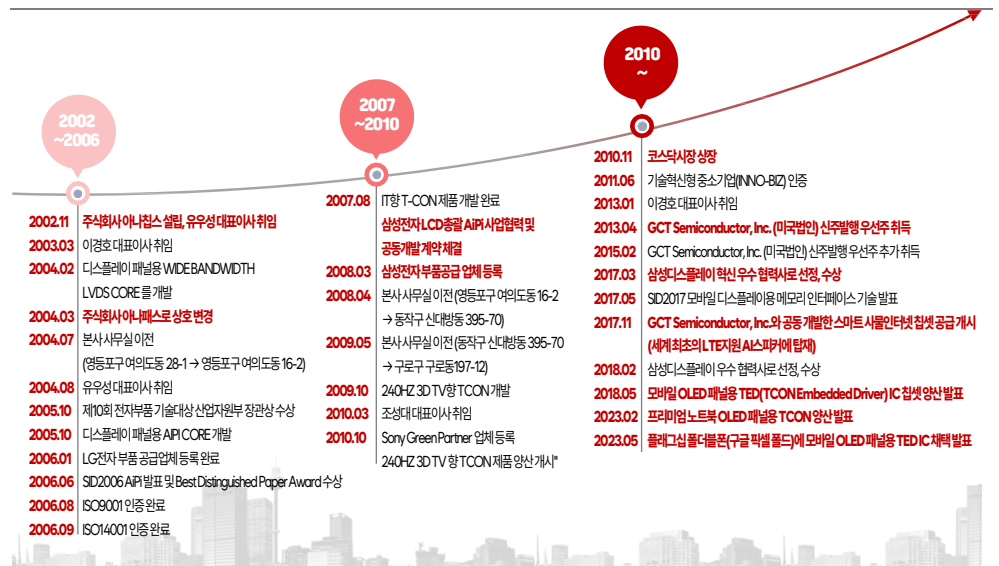 2002
~2006
2002.11 주식회사 아나칩스 설립, 유우성 대표이사 취임
2003.03 이경호 대표이사 취임
2004.02 디스플레이 패널용 WIDE BANDWIDTH
LVDS CORE 를 개발
2004.03 주식회사 아나패스로 상호 변경
2004.07 본사 사무실 이전
(영등포구 여의도동 28-1 → 영등포구 여의도동 16-2)
2004.08 유우성 대표이사 취임
2005.10 제10회 전자부품 기술대상 산업자원부 장관상 수상
2005.10 디스플레이 패널용 AIPI CORE 개발
2006.01 LG전자 부품 공급업체 등록 완료
2006.06 SID2006 AiPi 발표 및 Best Distinguished Paper Award 수상
2006.08 ISO9001 인증 완료
2006.09 ISO14001 인증 완료
2007
~2010
2007.08 IT향 T-CON 제품 개발 완료
삼성전자 LCD총괄 AiPi 사업협력 및
공동개발 계약 체결
2008.03 삼성전자 부품공급 업체 등록
2008.04 본사 사무실 이전 (영등포구 여의도동 16-2
→ 동작구 신대방동 395-70)
2009.05 본사 사무실 이전 (동작구 신대방동 395-70
→ 구로구 구로동197-12)
2009.10 240HZ 3D TV향 TCON 개발
2010.03 조성대 대표이사 취임
2010.10 Sony Green Partner 업체 등록
240HZ 3D TV 향 TCON 제품 양산 개시"
2010
~
2010.11 코스닥시장 상장
2011.06 기술혁신형 중소기업(INNO-BIZ) 인증
2013.01 이경호 대표이사 취임
2013.04 GCT Semiconductor, Inc. (미국법인) 신주발행 우선주 취득
2015.02 GCT Semiconductor, Inc. (미국법인) 신주발행 우선주 추가 취득
2017.03 삼성디스플레이 혁신 우수 협력사로 선정, 수상
2017.05 SID2017 모바일 디스플레이용 메모리 인터페이스 기술 발표
2017.11 GCT Semiconductor, Inc.와 공동 개발한 스마트 사물인터넷 칩셋 공급 개시
(세계 최초의 LTE지원 AI스피커에 탑재)
2018.02 삼성디스플레이 우수 협력사로 선정, 수상
2018.05 모바일 OLED 패널용 TED(TCON Embedded Driver) IC 칩셋 양산 발표
2023.02 프리미엄 노트북 OLED 패널용 TCON 양산 발표
2023.05 플래그십 폴더블폰(구글 픽셀 폴드)에 모바일 OLED 패널용 TED IC 채택 발표